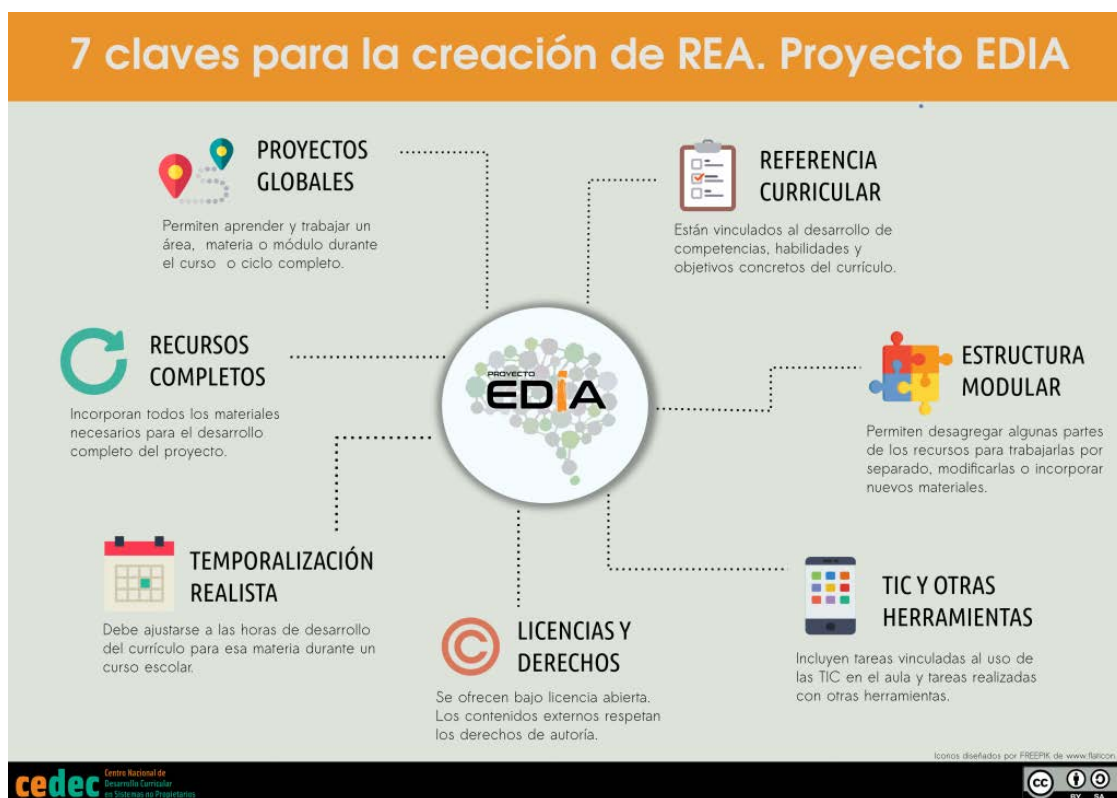 7 claves para la creación de REA. Proyecto EDIA
PROYECTOS
GLOBALES
Permiten aprender y trabajar un
área, materia o módulo durante
el curso o ciclo completo.
REFERENCIA
CURRICULAR
Están vinculados al desarrollo de
competencias, habilidades y
objetivos concretos del currículo.
RECURSOS
COMPLETOS
Incorporan todos los materiales
necesarios para el desarrollo
completo del proyecto.
PROYECTO
EDIA
ESTRUCTURA
MODULAR
Permiten desagregar algunas partes
de los recursos para trabajarlas por
separado, modificarlas o incorporar
nuevos materiales.
TEMPORALIZACIÓN
REALISTA
Debe ajustarse a las horas de desarrollo
del currículo para esa materia durante un
curso escolar.
LICENCIAS Y
DERECHOS
Se ofrecen bajo licencia abierta.
Los contenidos externos respetan
los derechos de autoría.
TIC Y OTRAS
HERRAMIENTAS
Incluyen tareas vinculadas al uso de
las TIC en el aula y tareas realizadas
con otras herramientas.
Iconos diseñados por FREEPIK de www.flaticon.
cedec
Centro Nacional de
Desarrollo Curricular
en Sistemas no Propietarios
cc
BY SA